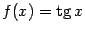 f(x) = tg x